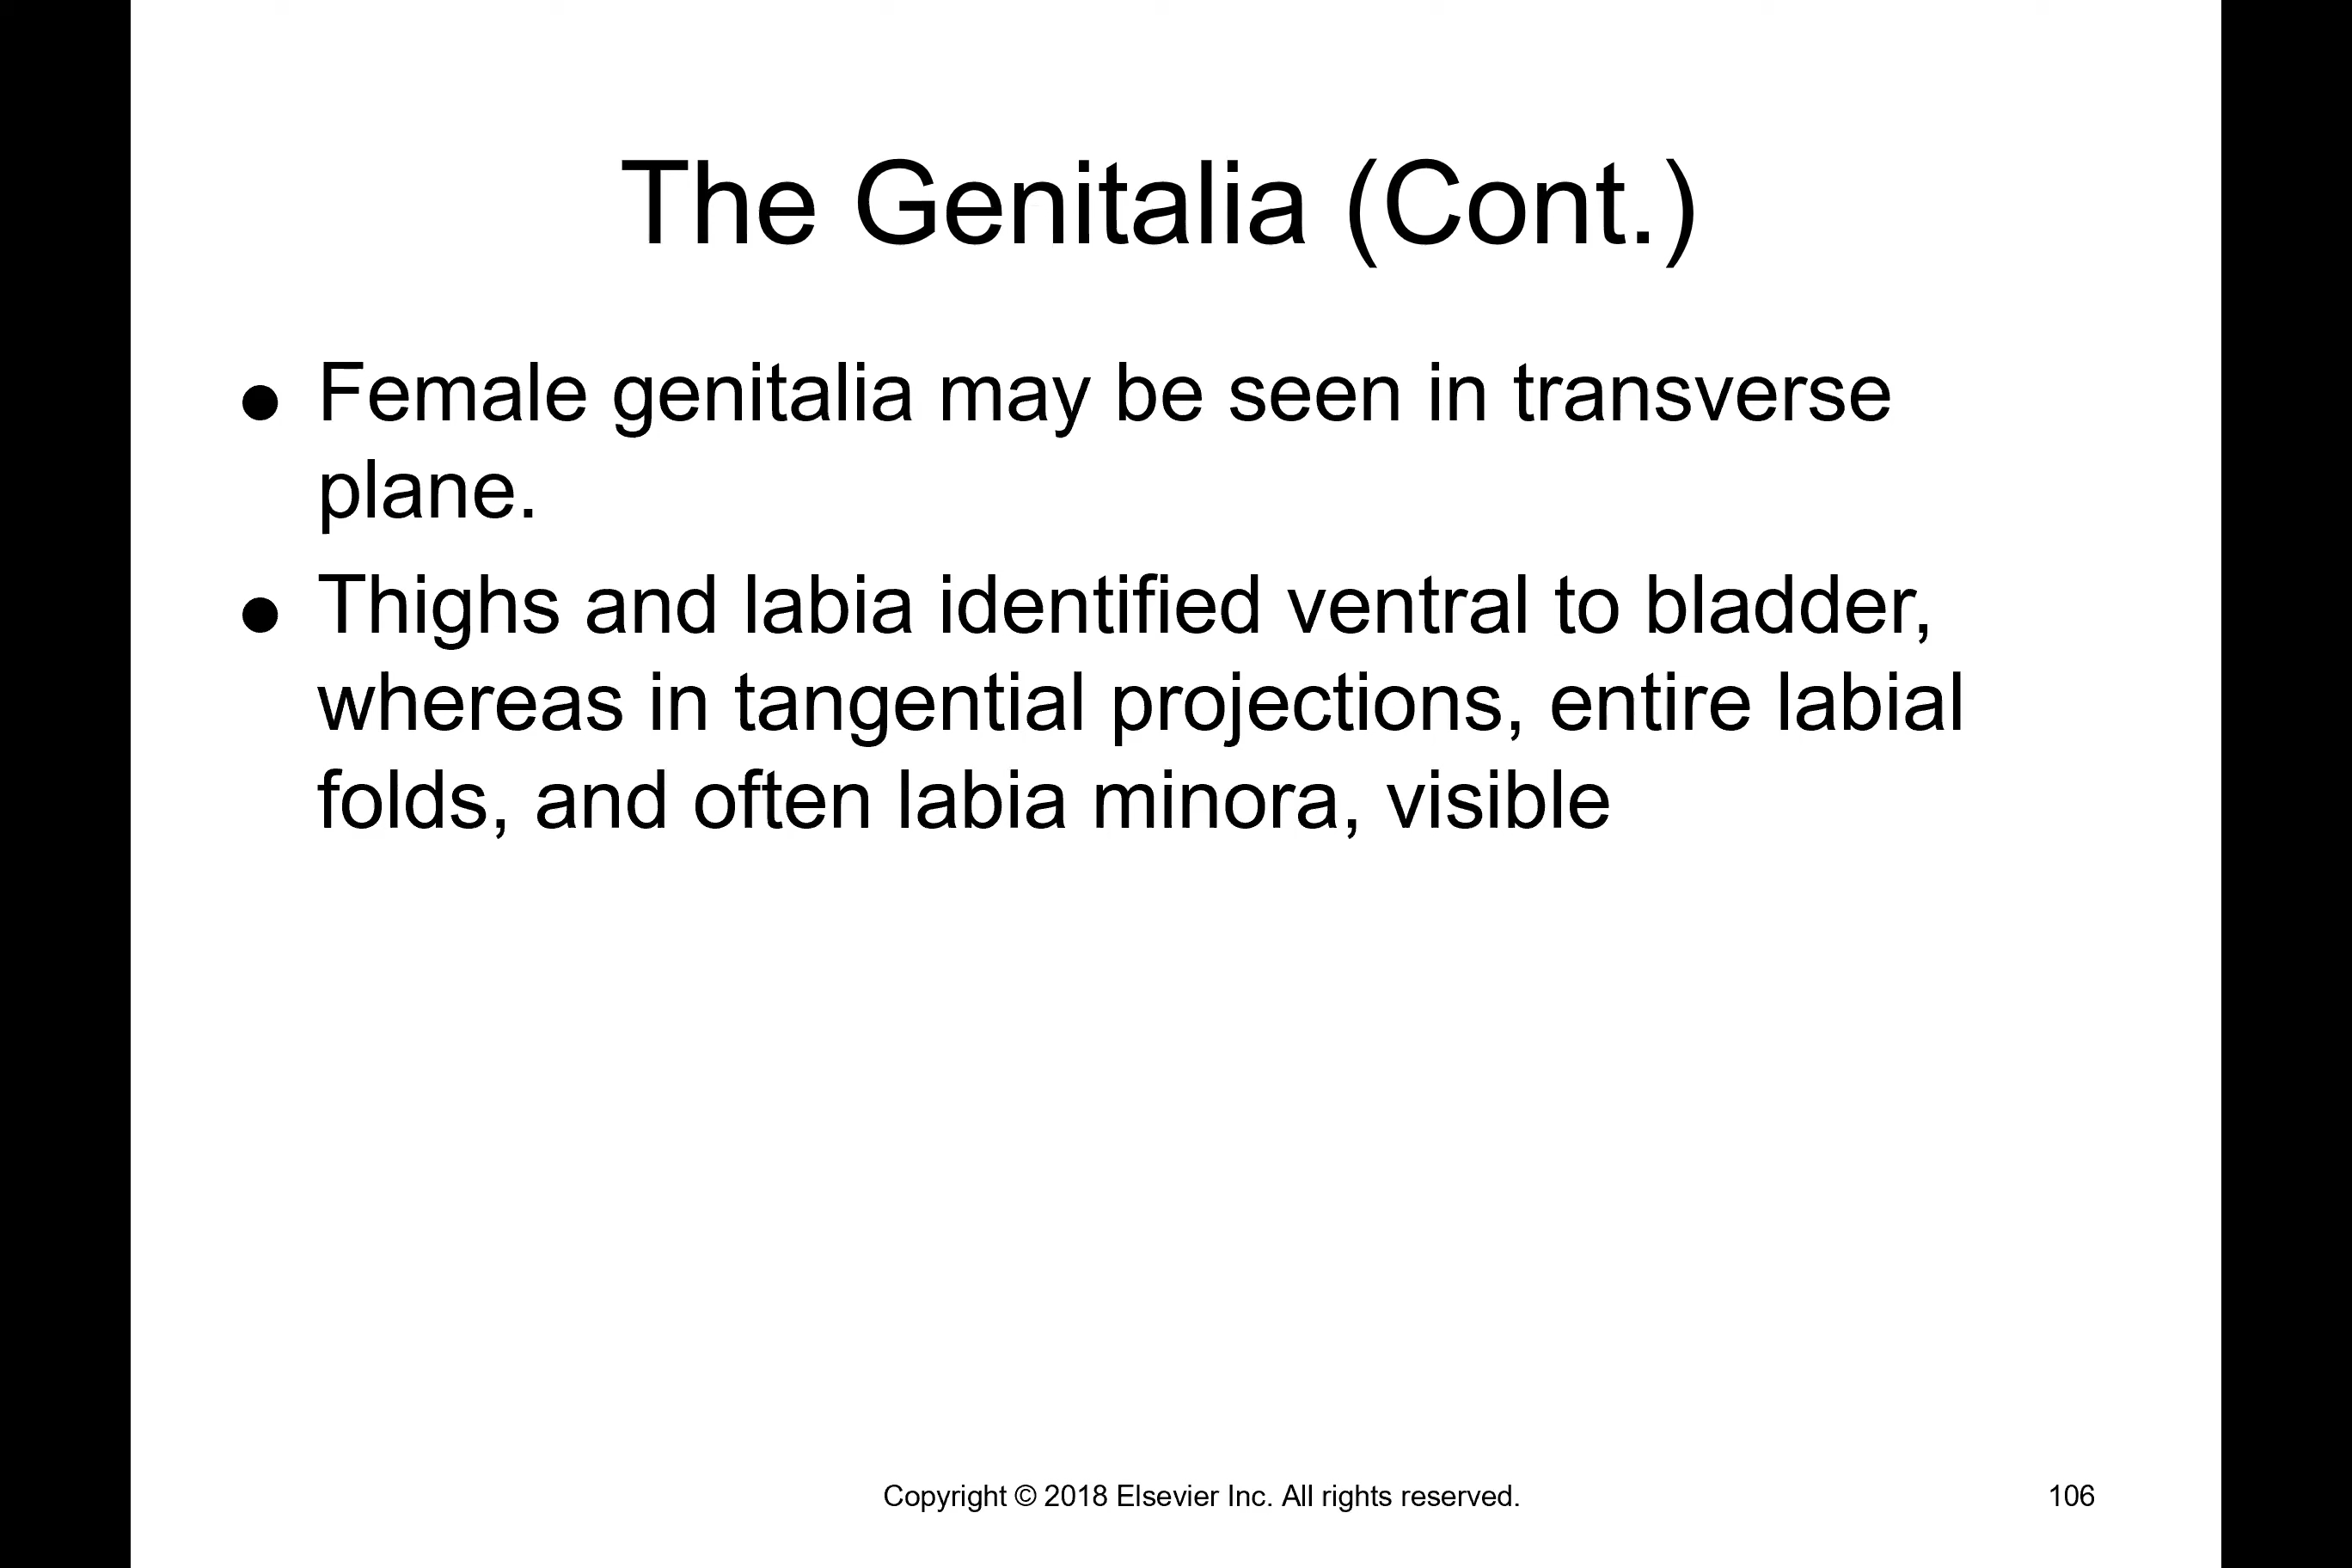 The Genitalia (Cont.)
● Female genitalia may be seen in transverse
plane.
● Thighs and labia identified ventral to bladder,
whereas in tangential projections, entire labial
folds, and often labia minora, visible
Copyright © 2018 Elsevier Inc. All rights reserved.
106